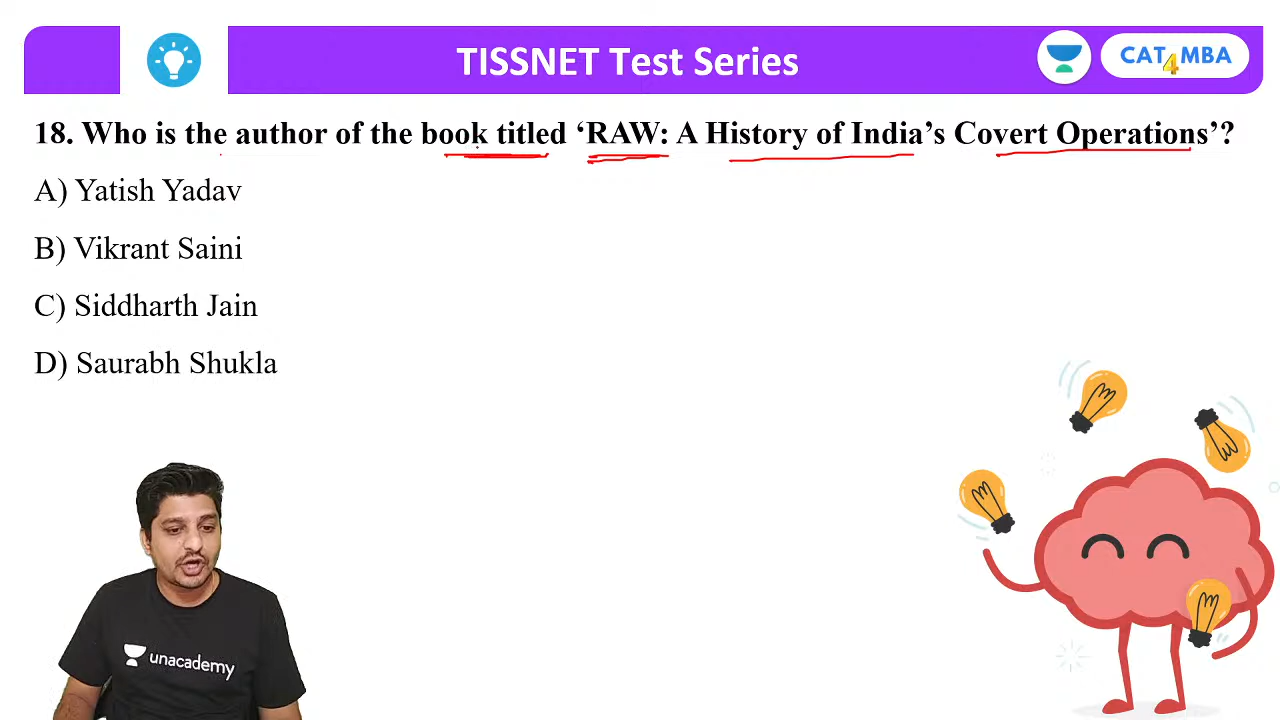 TISSNET Test Series
CAT4MBA
18. Who is the author of the book titled ‘RAW: A History of India’s Covert Operations’?
A) Yatish Yadav
B) Vikrant Saini
C) Siddharth Jain
D) Saurabh Shukla
unacademy